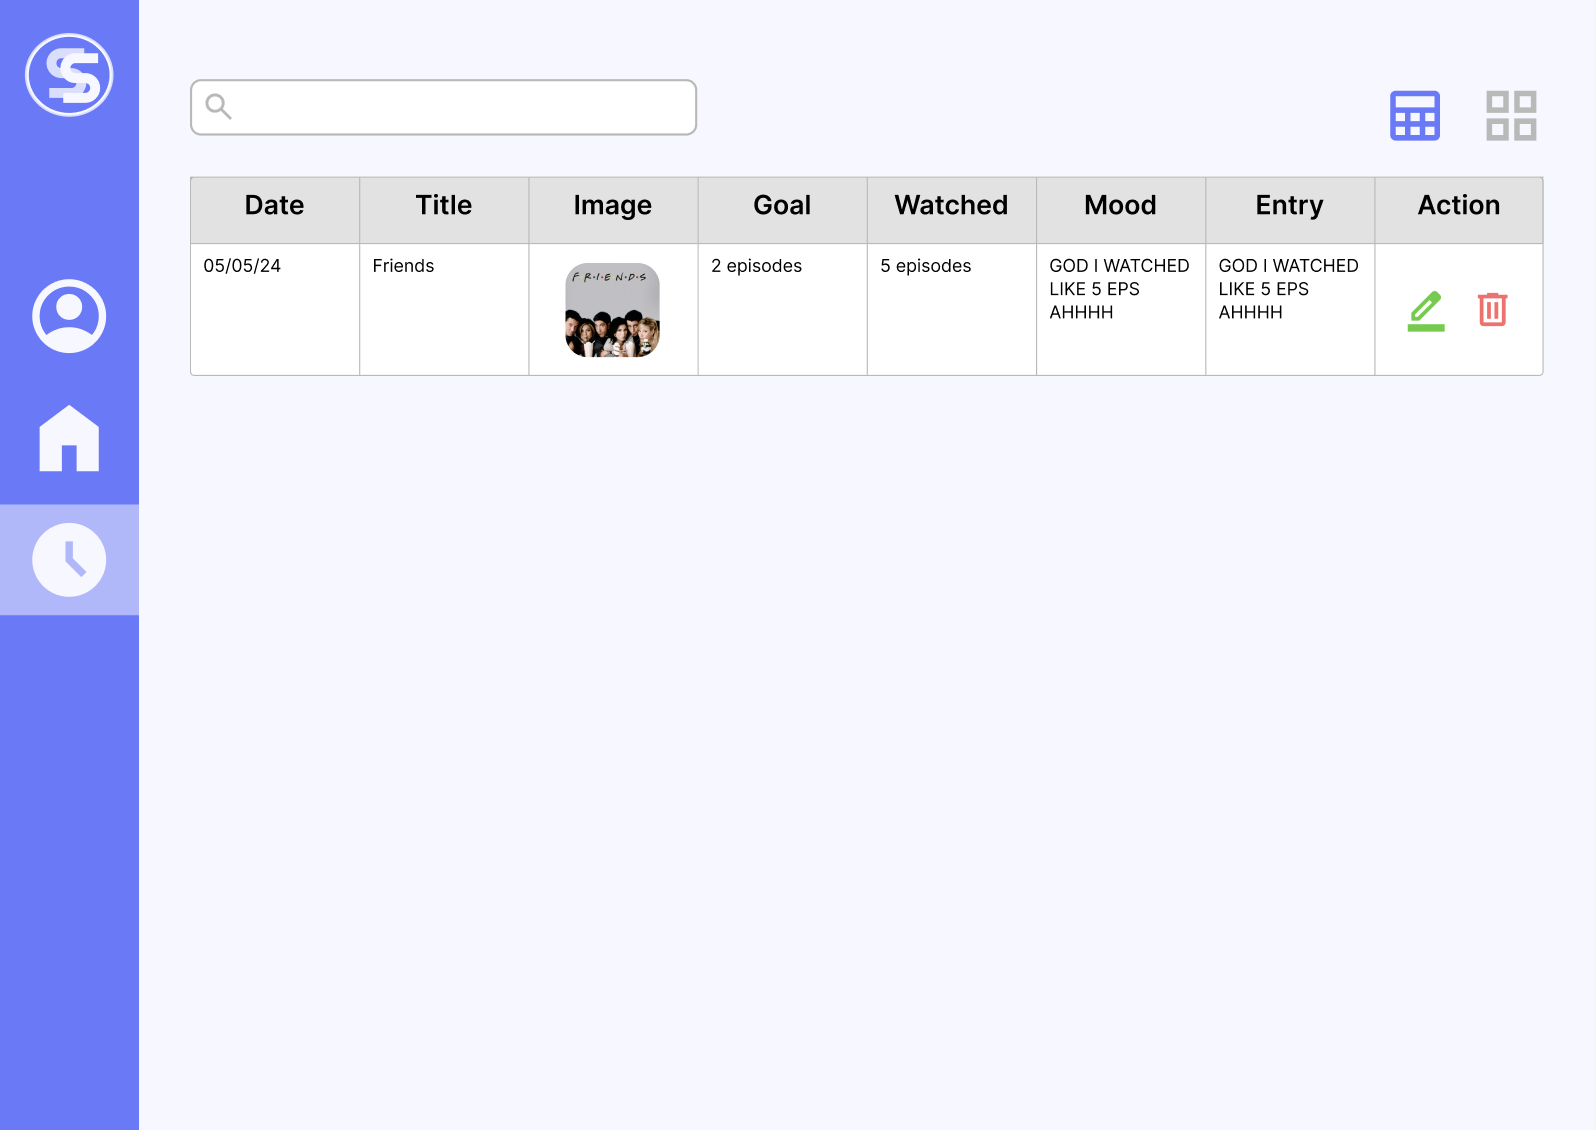 SS
Date Title Image Goal Watched Mood Entry Action
05/05/24
Friends
F·R·I·E·N·D·S
2 episodes
5 episodes
GOD I WATCHED
LIKE 5 EPS
AHHHH
GOD I WATCHED
LIKE 5 EPS
AHHHH